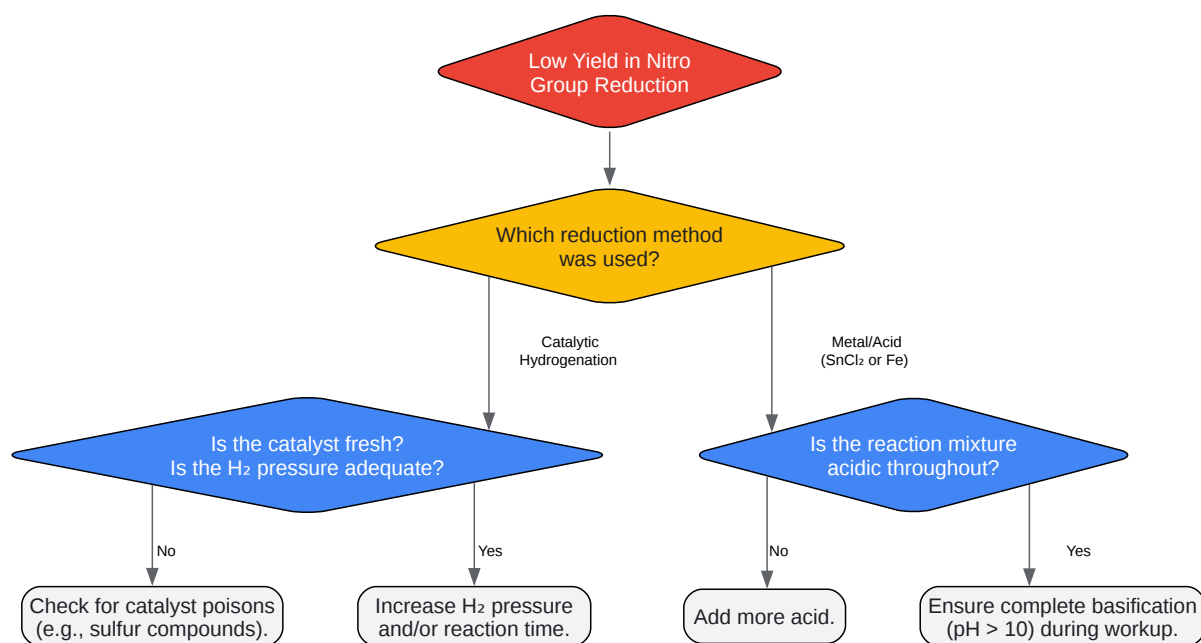 Low Yield in Nitro
Group Reduction
Which reduction method
was used?
Catalytic
Hydrogenation
Metal/Acid
(SnCl₂ or Fe)
Is the catalyst fresh?
Is the H₂ pressure adequate?
Is the reaction mixture
acidic throughout?
No
Yes
No
Yes
Check for catalyst poisons
(e.g., sulfur compounds).
Increase H₂ pressure
and/or reaction time.
Add more acid.
Ensure complete basification
(pH > 10) during workup.